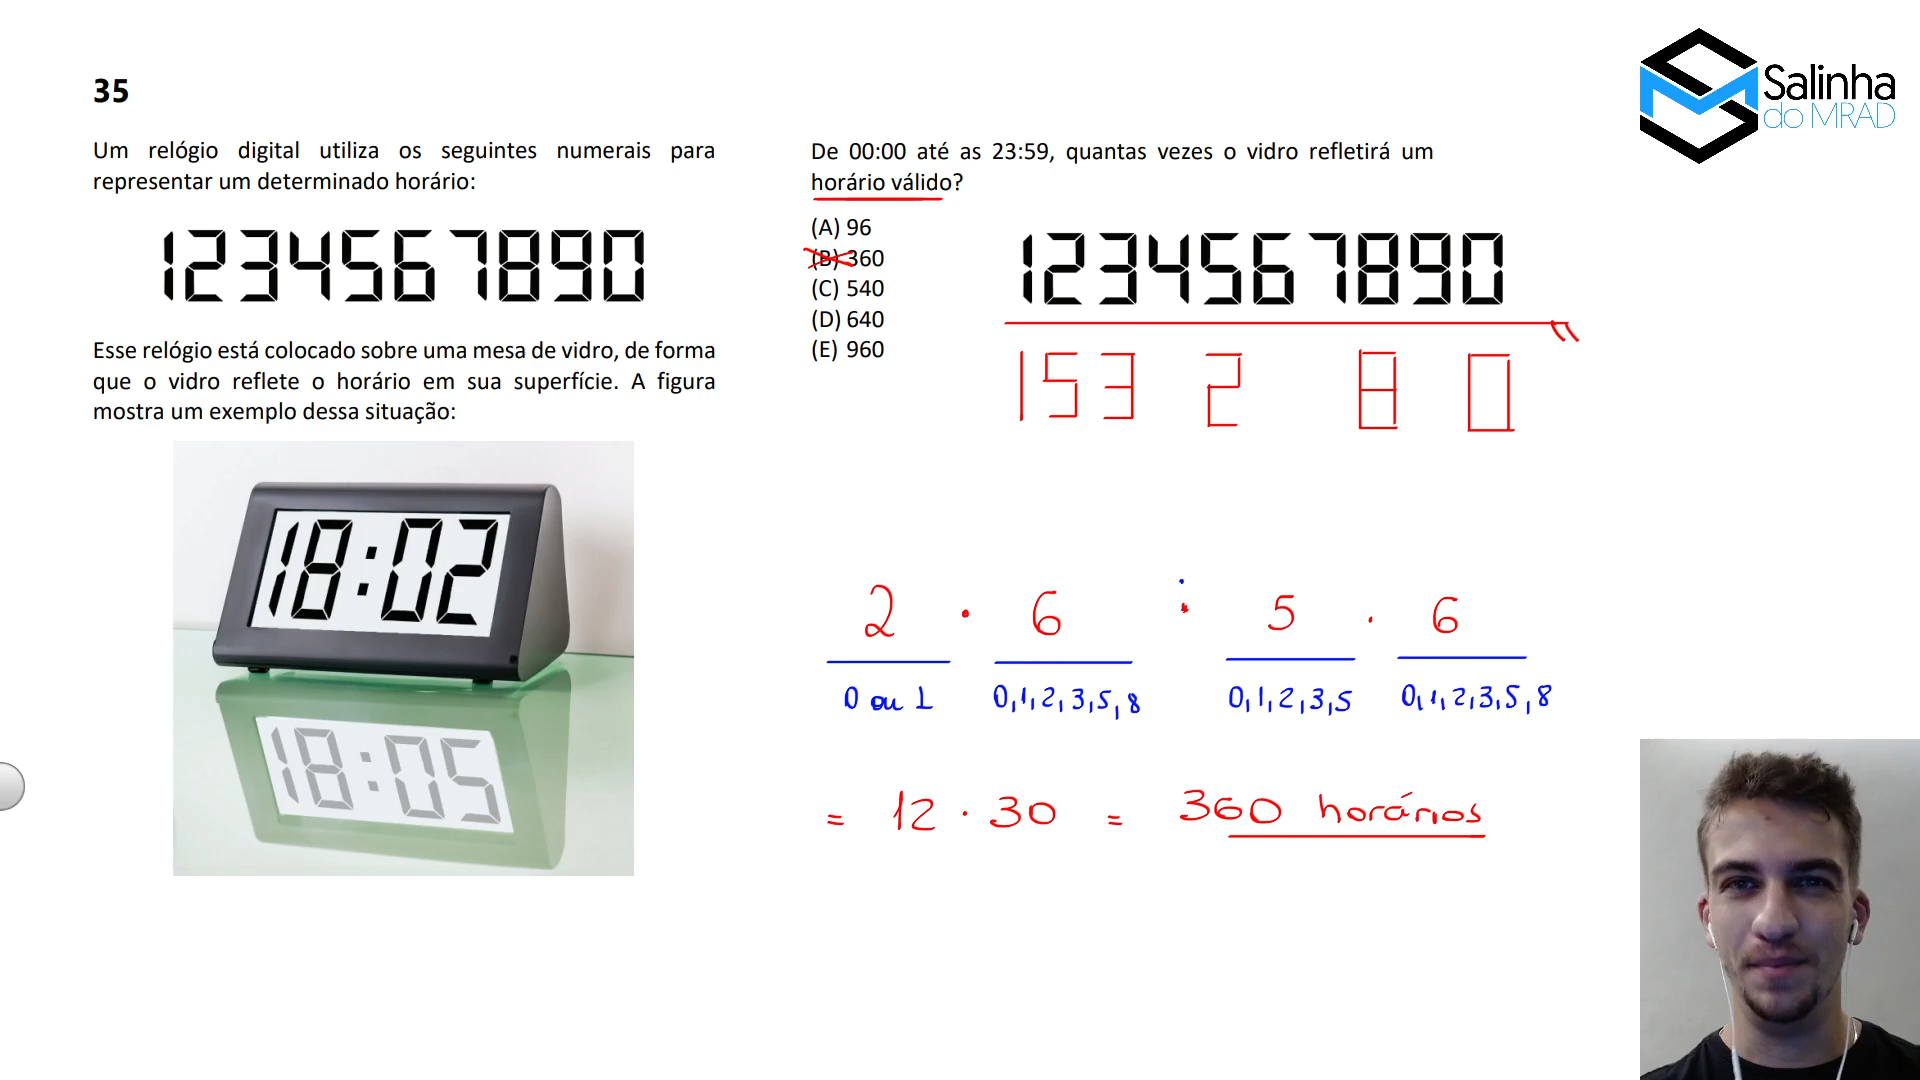 35
Um relógio digital utiliza os seguintes numerais para
representar um determinado horário:
1234567890
Esse relógio está colocado sobre uma mesa de vidro, de forma
que o vidro reflete o horário em sua superfície. A figura
mostra um exemplo dessa situação:
18:02
18:05
De 00:00 até as 23:59, quantas vezes o vidro refletirá um
horário válido?
(A) 96
(B) 360
(C) 540
(D) 640
(E) 960
1234567890
1 5 3 2 8 0
2 · 6 : 5 · 6
0 ou 1 0,1,2,3,5,8 0,1,2,3,5 0,1,2,3,5,8
= 12 · 30 = 360 horários
Salinha
do MRAD